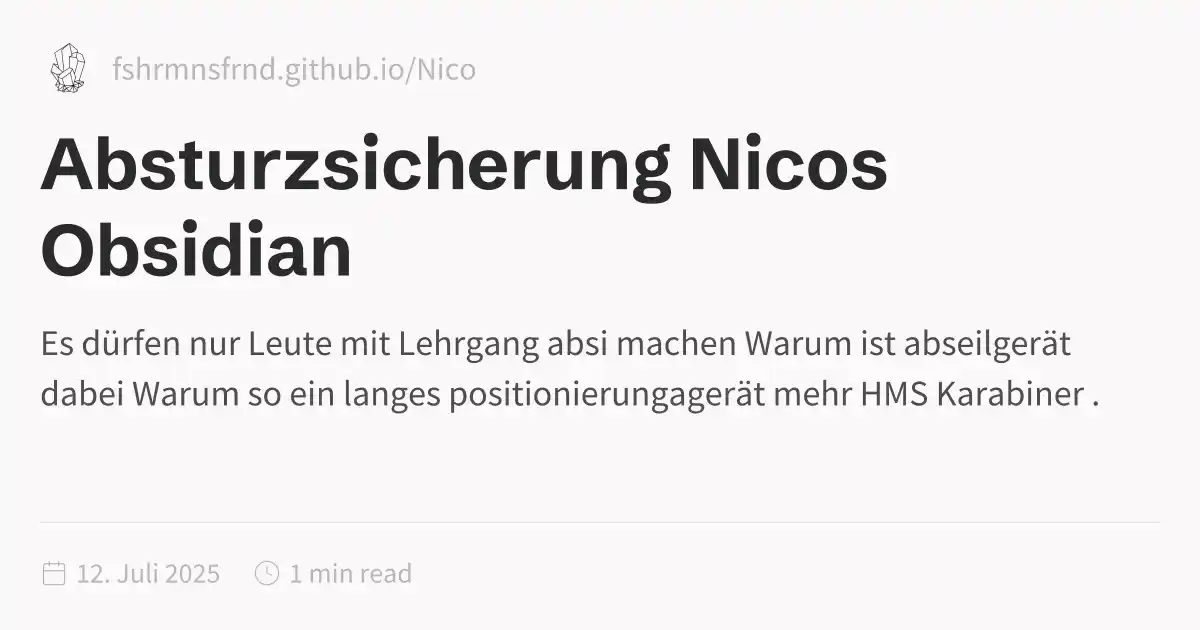 fshrmnsfrnd.github.io/Nico
Absturzsicherung Nicos
Obsidian
Es dürfen nur Leute mit Lehrgang absi machen Warum ist abseilgerät
dabei Warum so ein langes positionierungagerät mehr HMS Karabiner .
12. Juli 2025 1 min read